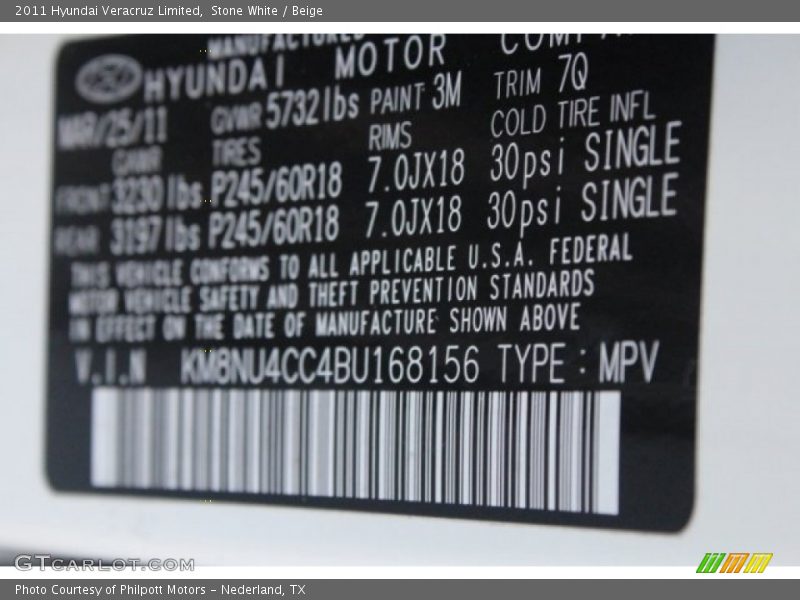 2011 Hyundai Veracruz Limited, Stone White / Beige
MANUFACTURED
HYUNDAI MOTOR COMPA
MAR/25/11 GVWR 5732lbs PAINT 3M TRIM 7Q
GAWR TIRES RIMS COLD TIRE INFL
FRONT 3230 lbs P245/60R18 7.0JX18 30psi SINGLE
REAR 3197 lbs P245/60R18 7.0JX18 30psi SINGLE
THIS VEHICLE CONFORMS TO ALL APPLICABLE U.S.A. FEDERAL
MOTOR VEHICLE SAFETY AND THEFT PREVENTION STANDARDS
IN EFFECT ON THE DATE OF MANUFACTURE SHOWN ABOVE
V.I.N KM8NU4CC4BU168156 TYPE : MPV
GTCARLOT.COM
Photo Courtesy of Philpott Motors - Nederland, TX